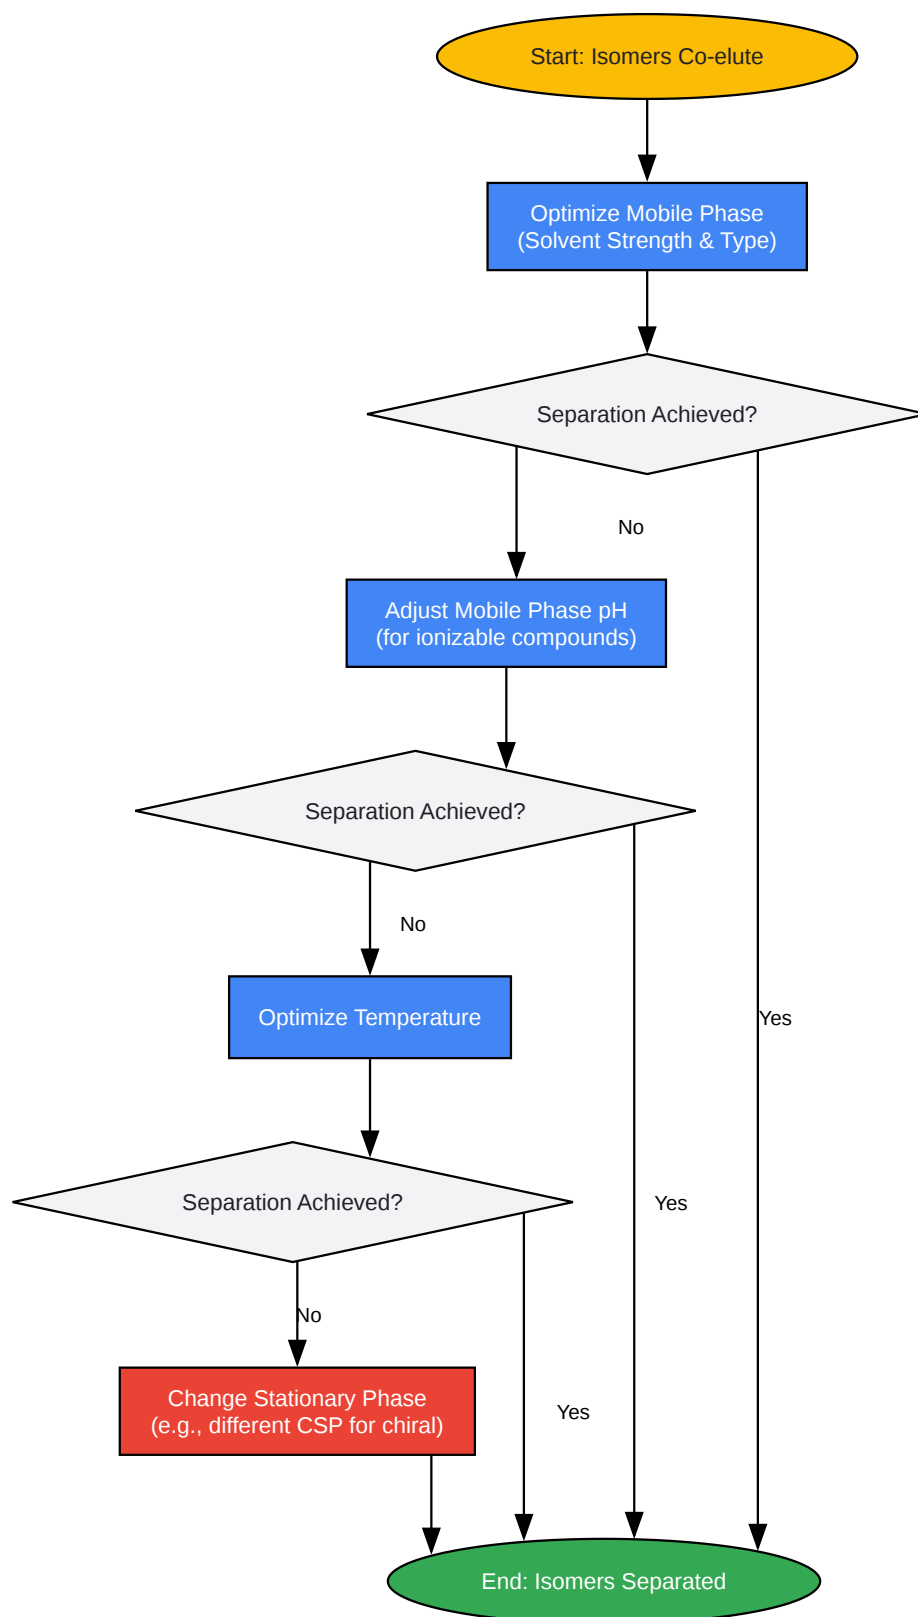 Start: Isomers Co-elute
Optimize Mobile Phase
(Solvent Strength & Type)
Separation Achieved?
No
Adjust Mobile Phase pH
(for ionizable compounds)
Separation Achieved?
No
Optimize Temperature
Yes
Separation Achieved?
Yes
No
Change Stationary Phase
(e.g., different CSP for chiral)
Yes
End: Isomers Separated